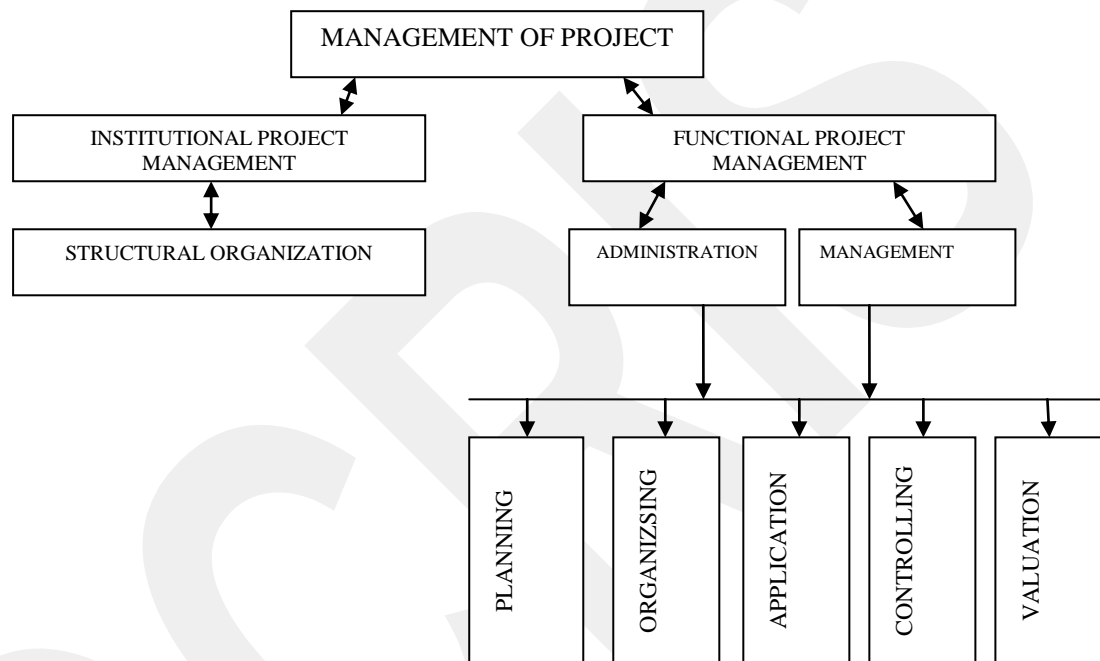 MANAGEMENT OF PROJECT
INSTITUTIONAL PROJECT
MANAGEMENT
FUNCTIONAL PROJECT
MANAGEMENT
STRUCTURAL ORGANIZATION
ADMINISTRATION
MANAGEMENT
PLANNING
ORGANIZSING
APPLICATION
CONTROLLING
VALUATION